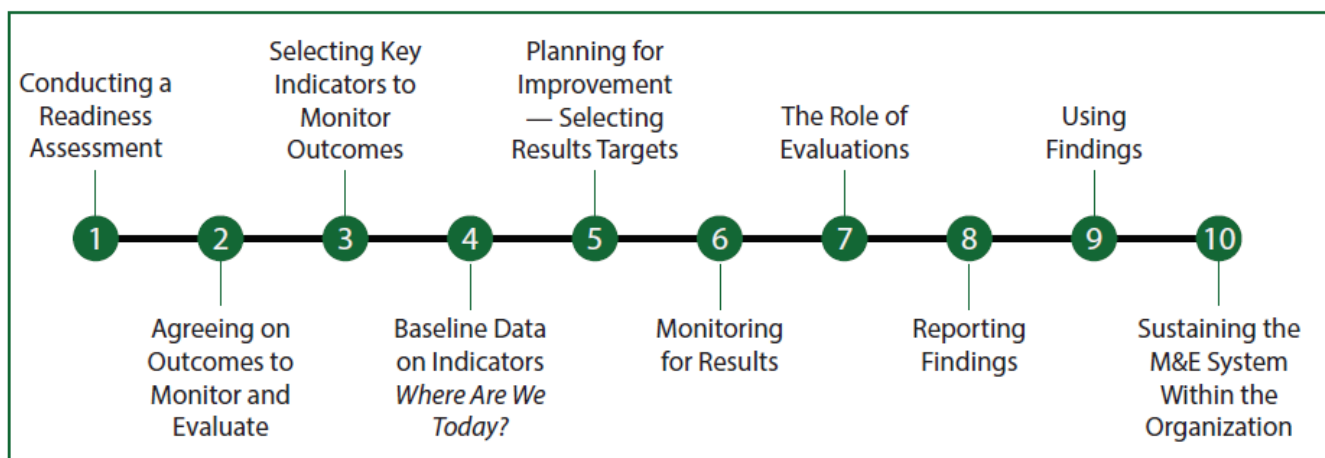 Conducting a
Readiness
Assessment
1
Agreeing on
Outcomes to
Monitor and
Evaluate
2
Selecting Key
Indicators to
Monitor
Outcomes
3
Baseline Data
on Indicators
Where Are We
Today?
4
Planning for
Improvement
— Selecting
Results Targets
5
Monitoring
for Results
6
The Role of
Evaluations
7
Reporting
Findings
8
Using
Findings
9
Sustaining the
M&E System
Within the
Organization
10